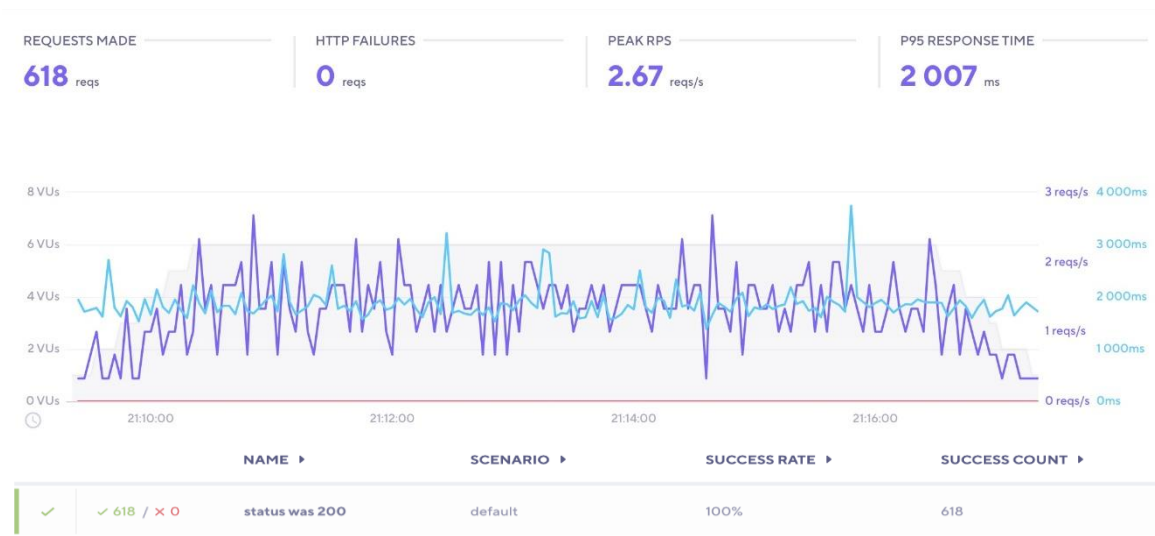 REQUESTS MADE
618 reqs
HTTP FAILURES
0 reqs
PEAK RPS
2.67 reqs/s
P95 RESPONSE TIME
2 007 ms
8 VUs
6 VUs
4 VUs
2 VUs
0 VUs
3 reqs/s 4 000ms
3 000ms
2 reqs/s
2 000ms
1 reqs/s
1 000ms
0 reqs/s 0ms
21:10:00 21:12:00 21:14:00 21:16:00
NAME SCENARIO SUCCESS RATE SUCCESS COUNT
✓ ✓ 618 / × 0 status was 200 default 100% 618